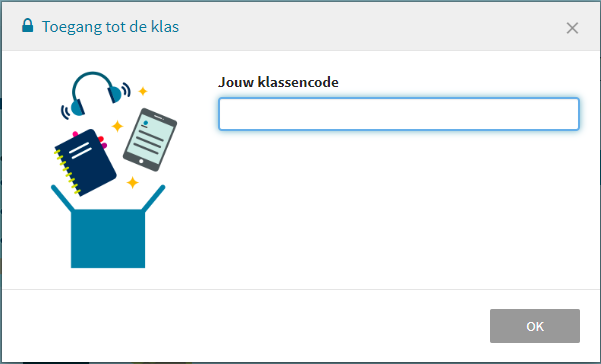 Toegang tot de klas
Jouw klassencode
OK